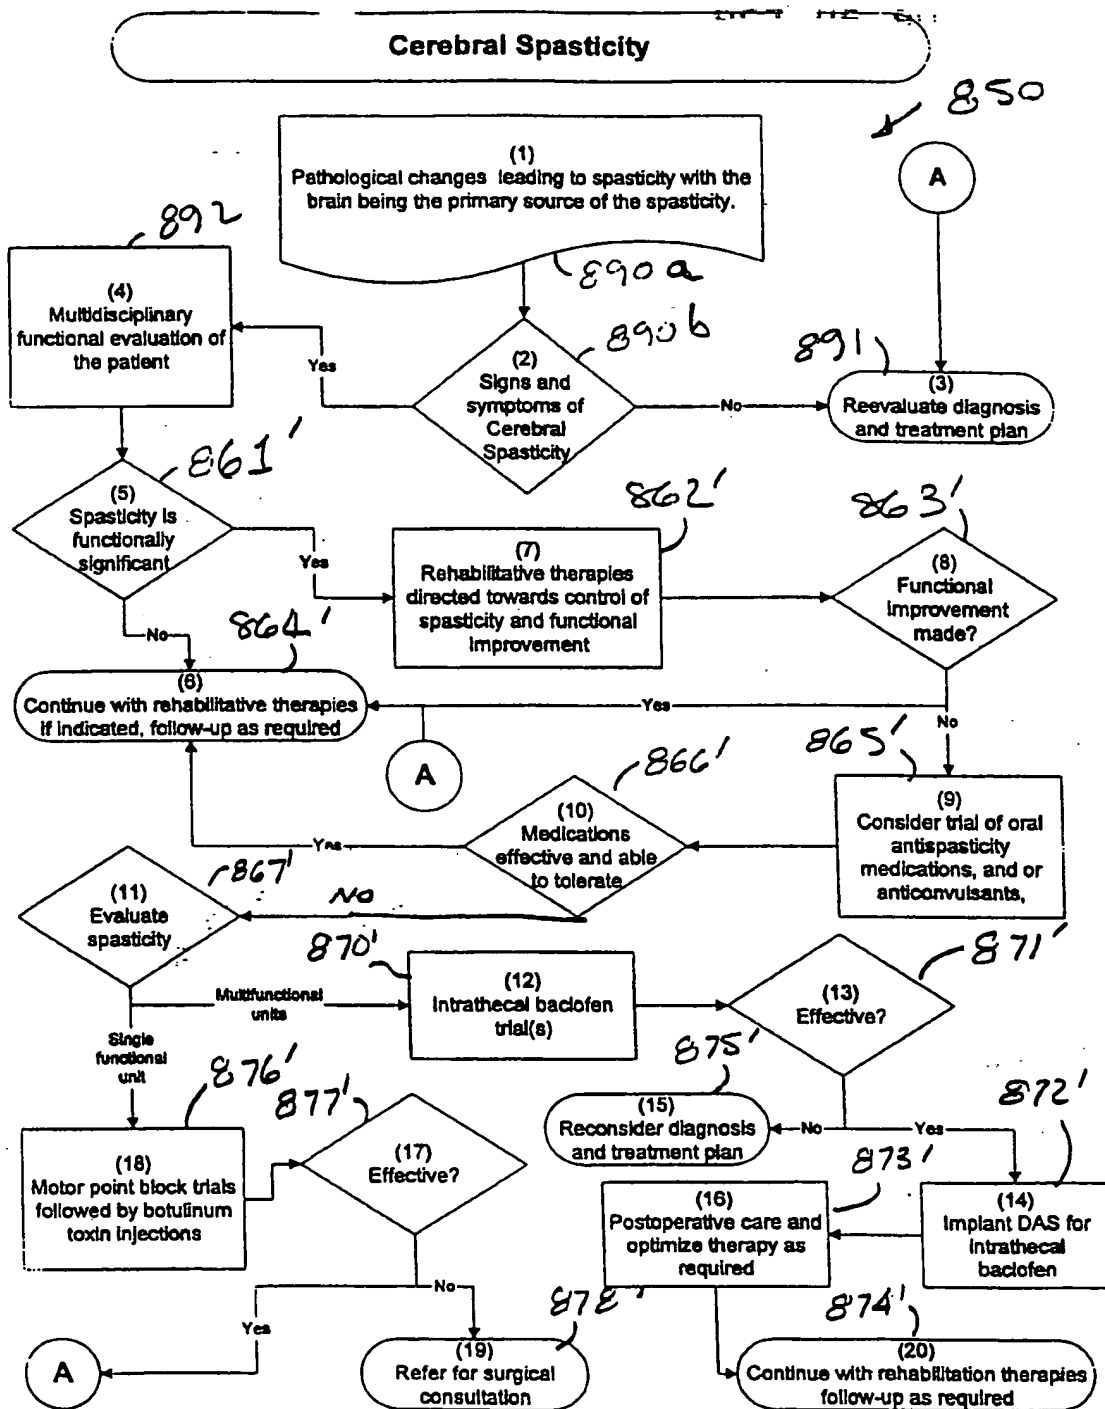 Cerebral Spasticity
850
(1)
Pathological changes leading to spasticity with the
brain being the primary source of the spasticity.
A
892
890a
(4)
Multidisciplinary
functional evaluation of
the patient
Yes
890b
(2)
Signs and
symptoms of
Cerebral
Spasticity
No
891
(3)
Reevaluate diagnosis
and treatment plan
861'
(5)
Spasticity is
functionally
significant
Yes
862'
(7)
Rehabilitative therapies
directed towards control of
spasticity and functional
improvement
863'
(8)
Functional
improvement
made?
No
864'
(6)
Continue with rehabilitative therapies
if indicated, follow-up as required
Yes
No
A
865'
(9)
Consider trial of oral
antispasticity
medications, and or
anticonvulsants,
866'
(10)
Medications
effective and able
to tolerate
Yes
NO
867'
(11)
Evaluate
spasticity
Multifunctional
units
Single
functional
unit
870'
(12)
Intrathecal baclofen
trial(s)
871'
(13)
Effective?
875'
(15)
Reconsider diagnosis
and treatment plan
No
Yes
872'
(14)
Implant DAS for
intrathecal
baclofen
873'
(16)
Postoperative care and
optimize therapy as
required
876'
(18)
Motor point block trials
followed by botulinum
toxin injections
877'
(17)
Effective?
Yes
No
A
878'
(19)
Refer for surgical
consultation
874'
(20)
Continue with rehabilitation therapies
follow-up as required